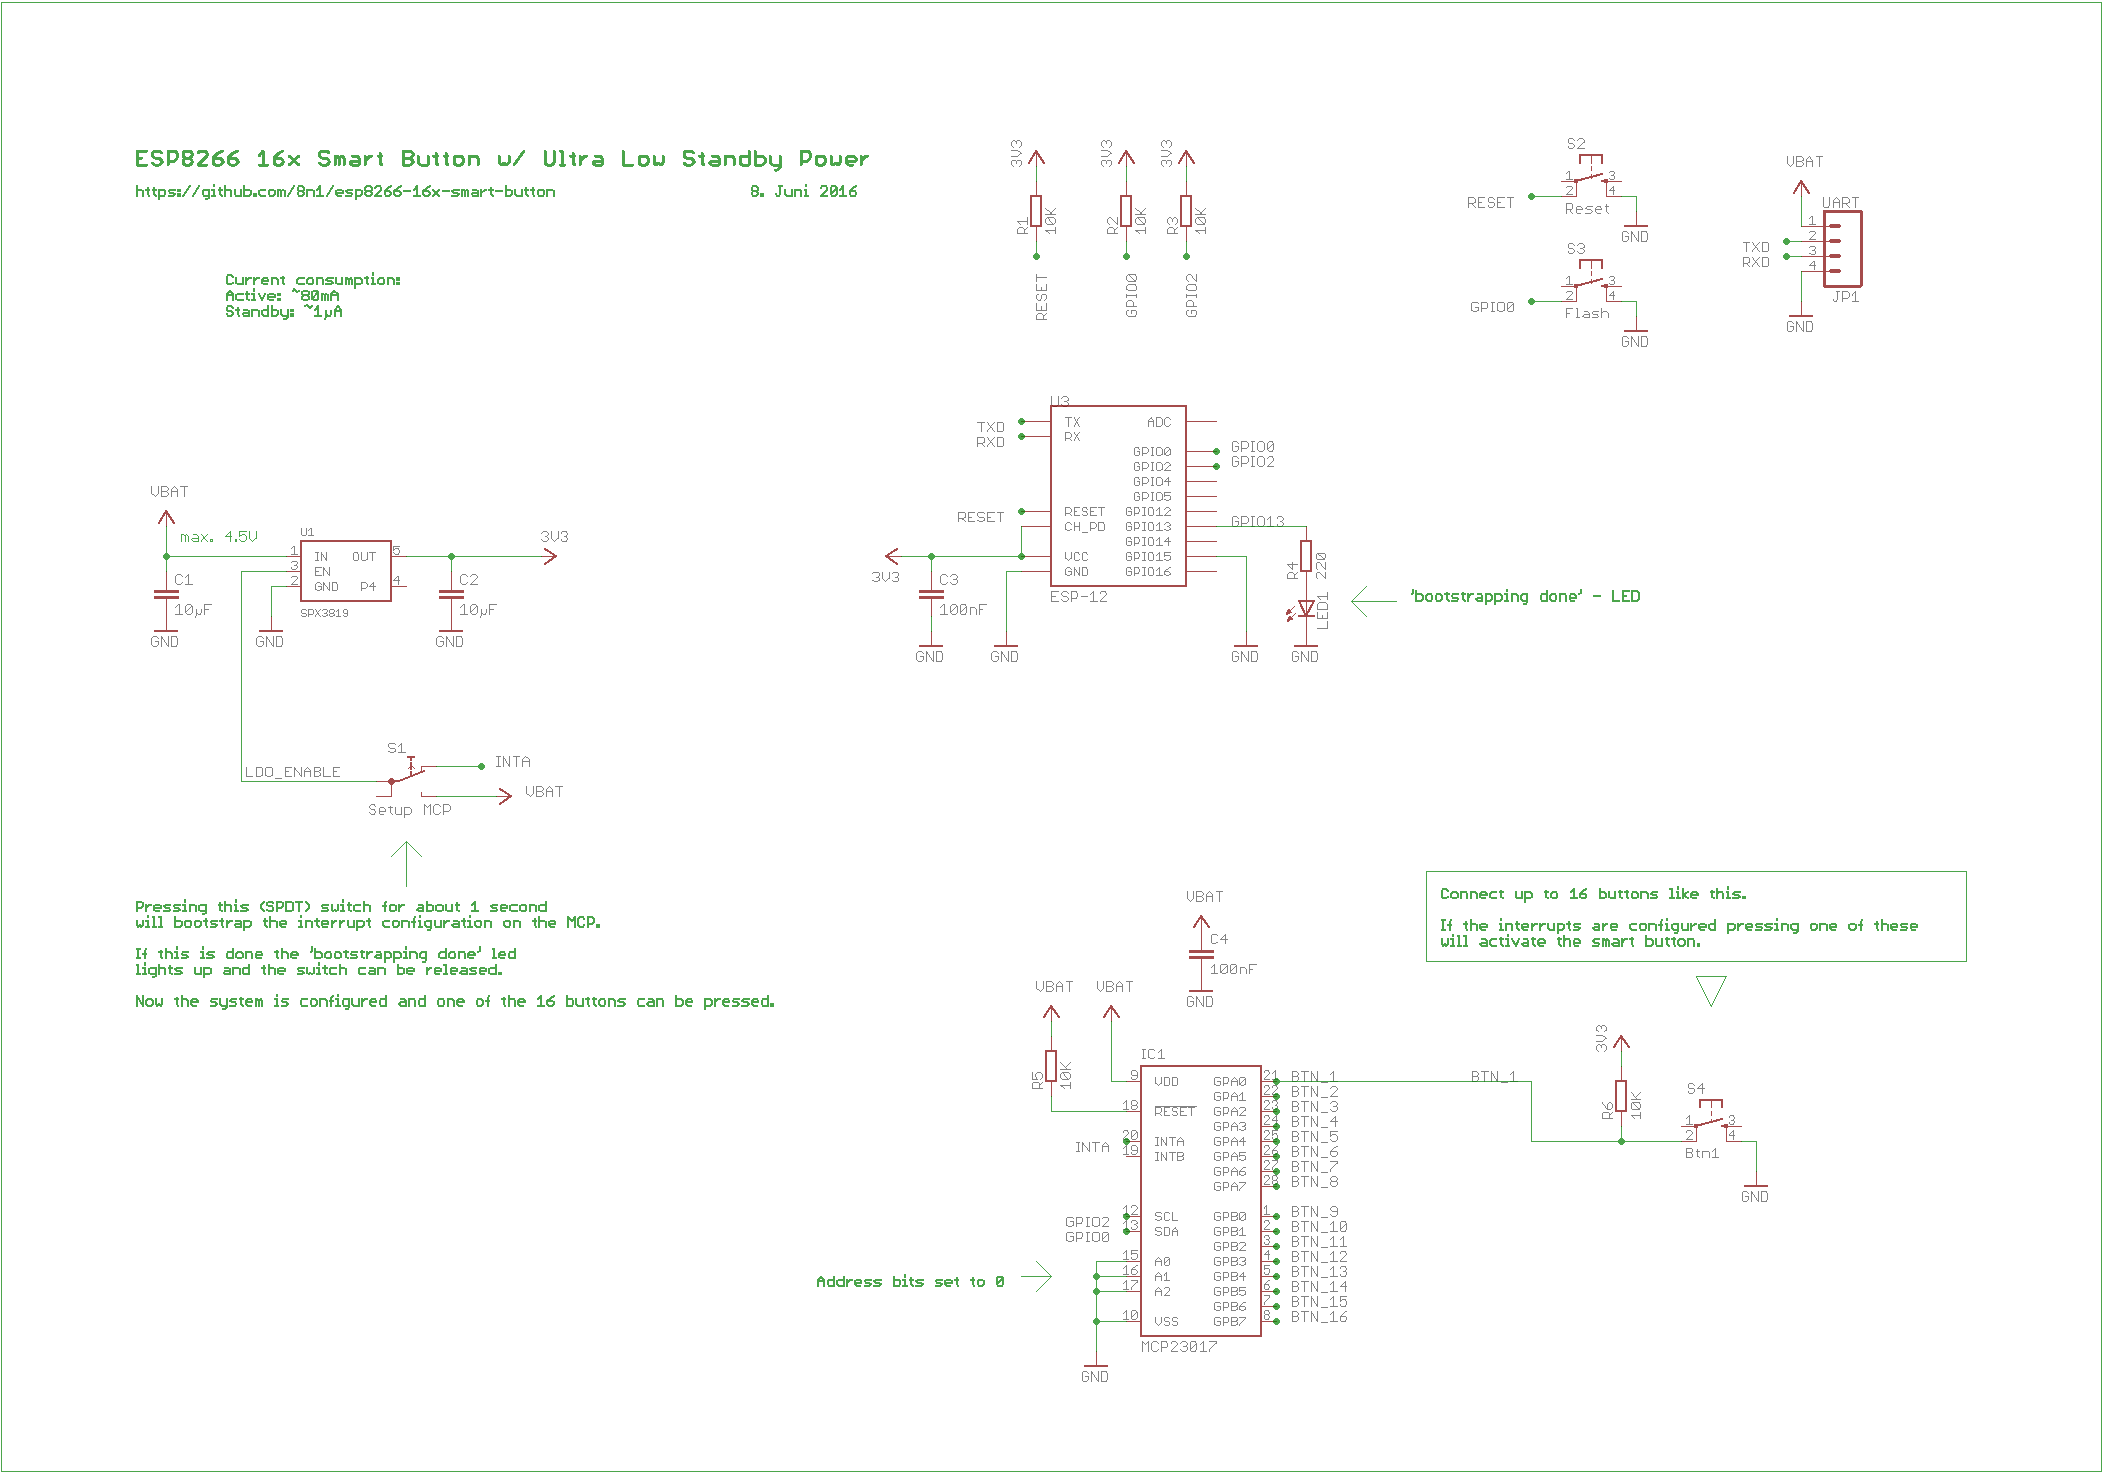 ESP8266 16x Smart Button w/ Ultra Low Standby Power
https://github.com/8n1/esp8266-16x-smart-button
8. Juni 2016
Current consumption:
Active: ~80mA
Standby: ~1µA
3V3
R1
10K
RESET
3V3
R2
10K
GPIO0
3V3
R3
10K
GPIO2
S2
1
3
2
4
RESET
Reset
GND
S3
1
3
2
4
GPIO0
Flash
GND
VBAT
UART
1
2
3
4
TXD
RXD
JP1
GND
VBAT
max. 4.5V
C1
10µF
GND
U1
1
IN
OUT
5
3
EN
2
GND
P4
4
SPX3819
GND
3V3
C2
10µF
GND
U3
TXD
TX
ADC
RXD
RX
GPIO0
GPIO0
GPIO2
GPIO2
GPIO4
GPIO5
RESET
RESET
GPIO12
CH_PD
GPIO13
GPIO13
GPIO14
VCC
GPIO15
GND
GPIO16
ESP-12
3V3
C3
100nF
GND
GND
GND
R4
220
LED1
GND
'bootstrapping done' - LED
S1
INTA
LDO_ENABLE
VBAT
Setup MCP
Pressing this (SPDT) switch for about 1 second
will bootstrap the interrupt configuration on the MCP.
If this is done the 'bootstrapping done' led
lights up and the switch can be released.
Now the system is configured and one of the 16 buttons can be pressed.
VBAT
C4
100nF
GND
VBAT
VBAT
R5
10K
IC1
9
VDD
GPA0
21
BTN_1
BTN_1
GPA1
22
BTN_2
18
RESET
GPA2
23
BTN_3
GPA3
24
BTN_4
INTA
20
INTA
GPA4
25
BTN_5
19
INTB
GPA5
26
BTN_6
GPA6
27
BTN_7
GPA7
28
BTN_8
GPIO2
12
SCL
GPB0
1
BTN_9
GPIO0
13
SDA
GPB1
2
BTN_10
GPB2
3
BTN_11
15
A0
GPB3
4
BTN_12
16
A1
GPB4
5
BTN_13
17
A2
GPB5
6
BTN_14
GPB6
7
BTN_15
10
VSS
GPB7
8
BTN_16
MCP23017
GND
Address bits set to 0
Connect up to 16 buttons like this.
If the interrupts are configured pressing one of these
will activate the smart button.
3V3
R6
10K
S4
1
3
2
4
Btn1
GND